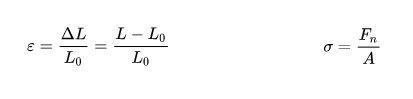 ε = ΔL / L₀ = L − L₀ / L₀ σ = Fₙ / A